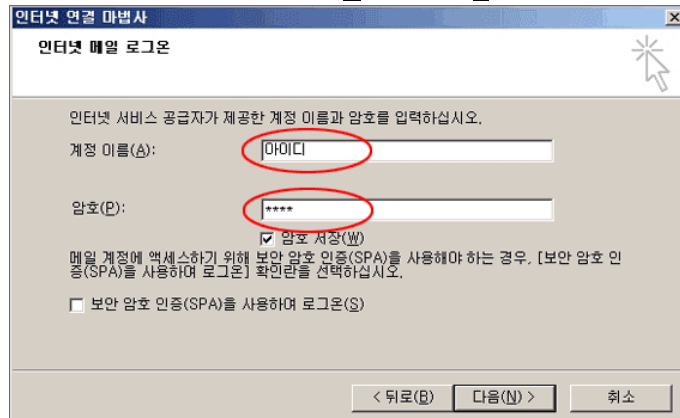 인터넷 연결 마법사
인터넷 메일 로그온
인터넷 서비스 공급자가 제공한 계정 이름과 암호를 입력하십시오.
계정 이름(A): 아이디
암호(P): ****
암호 저장(W)
메일 계정에 액세스하기 위해 보안 암호 인증(SPA)을 사용해야 하는 경우, [보안 암호 인
증(SPA)을 사용하여 로그온] 확인란을 선택하십시오.
보안 암호 인증(SPA)을 사용하여 로그온(S)
< 뒤로(B) 다음(N) > 취소